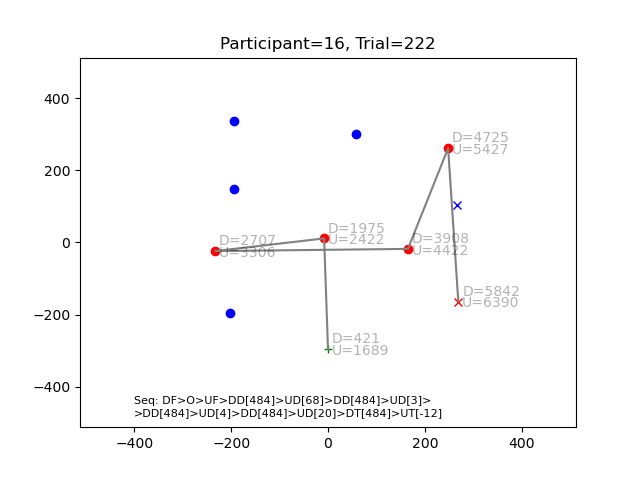 Participant=16, Trial=222
400
200
0
−200
−400
D=4725
U=5427
D=1975
U=2422
D=2707
U=3306
D=3908
U=4422
D=5842
U=6390
D=421
U=1689
Seq: DF>O>UF>DD[484]>UD[68]>DD[484]>UD[3]>
>DD[484]>UD[4]>DD[484]>UD[20]>DT[484]>UT[-12]
−400 −200 0 200 400